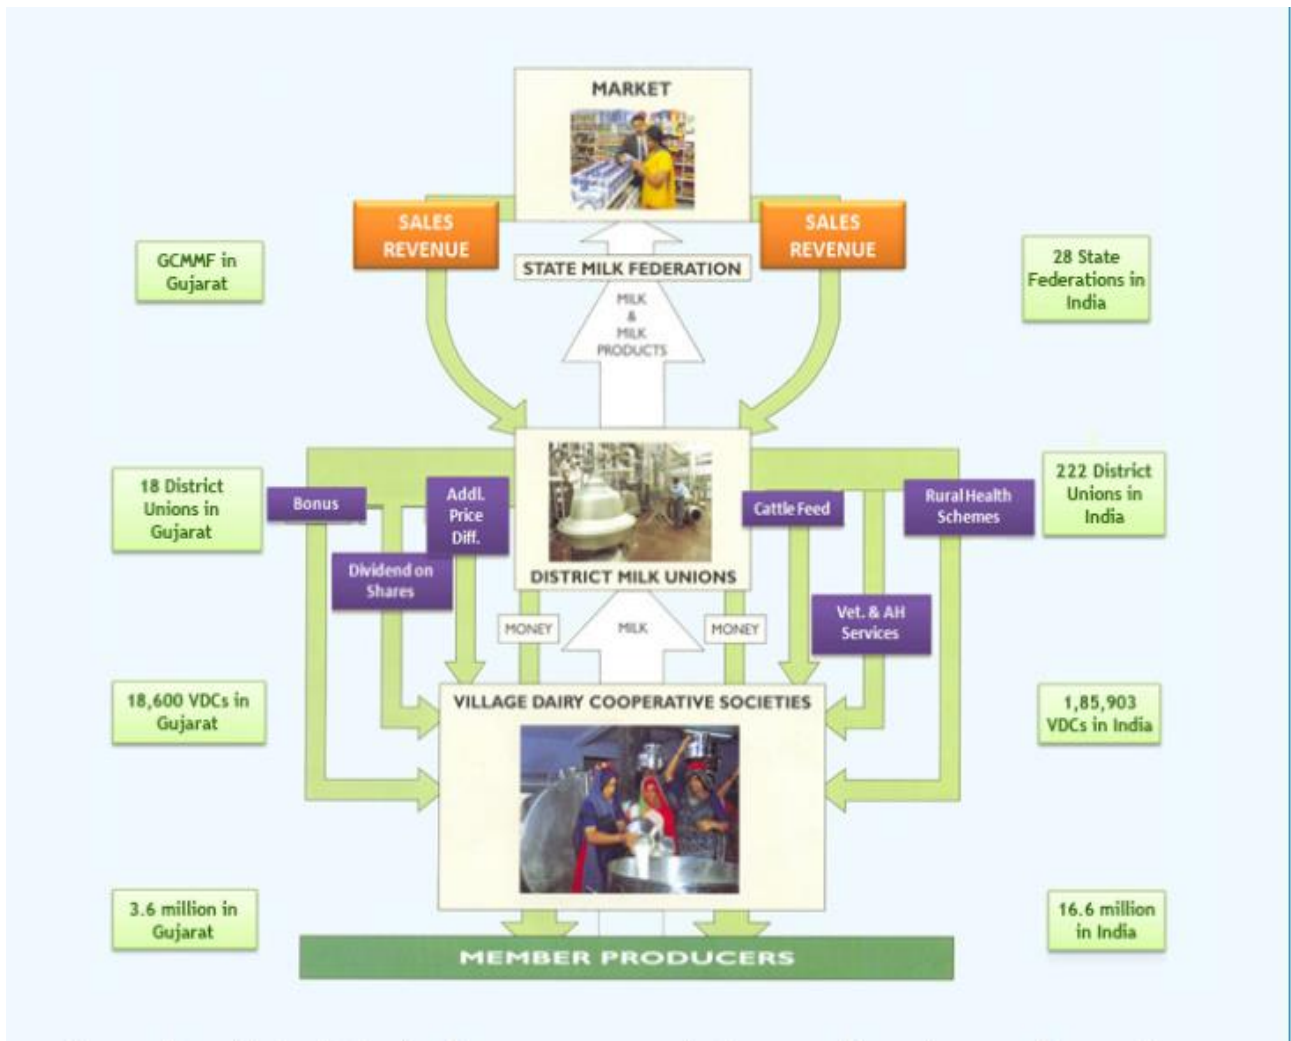 MARKET
SALES
REVENUE
SALES
REVENUE
GCMMF in
Gujarat
STATE MILK FEDERATION
28 State
Federations in
India
MILK
&
MILK
PRODUCTS
18 District
Unions in
Gujarat
Bonus
Addl.
Price
Diff.
Dividend on
Shares
Cattle Feed
Rural Health
Schemes
222 District
Unions in
India
DISTRICT MILK UNIONS
Vet. & AH
Services
MONEY
MILK
MONEY
18,600 VDCs in
Gujarat
VILLAGE DAIRY COOPERATIVE SOCIETIES
1,85,903
VDCs in India
3.6 million in
Gujarat
16.6 million
in India
MEMBER PRODUCERS